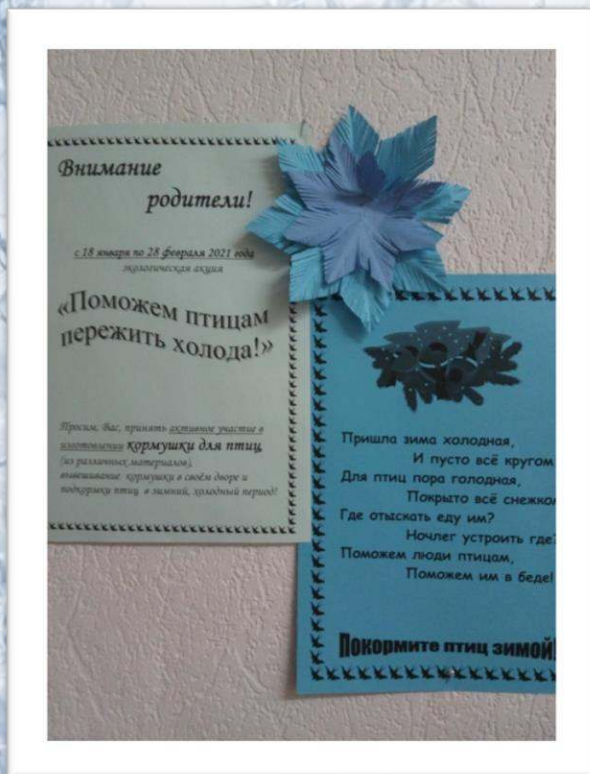 Внимание
родители!
с 18 января по 28 февраля 2021 года
экологическая акция
«Поможем птицам
пережить холода!»
Просим, Вас, принять активное участие в
изготовлении кормушки для птиц
(из различных материалов),
вывешивание кормушки в своём дворе и
подкормки птиц в зимний, холодный период!
Пришла зима холодная,
И пусто всё кругом
Для птиц пора голодная,
Покрыто всё снежко
Где отыскать еду им?
Ночлег устроить где?
Поможем люди птицам,
Поможем им в беде!
Покормите птиц зимой!